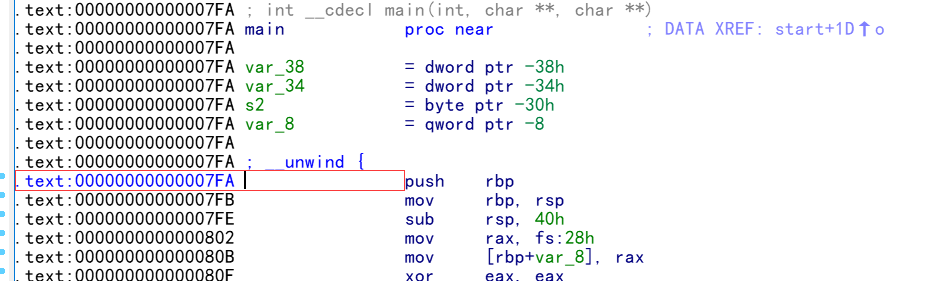 .text:00000000000007FA ; int __cdecl main(int, char **, char **)
.text:00000000000007FA main proc near ; DATA XREF: start+1D↑o
.text:00000000000007FA
.text:00000000000007FA var_38 = dword ptr -38h
.text:00000000000007FA var_34 = dword ptr -34h
.text:00000000000007FA s2 = byte ptr -30h
.text:00000000000007FA var_8 = qword ptr -8
.text:00000000000007FA
.text:00000000000007FA ; __unwind {
.text:00000000000007FA push rbp
.text:00000000000007FB mov rbp, rsp
.text:00000000000007FE sub rsp, 40h
.text:0000000000000802 mov rax, fs:28h
.text:000000000000080B mov [rbp+var_8], rax
.text:000000000000080F xor eax, eax